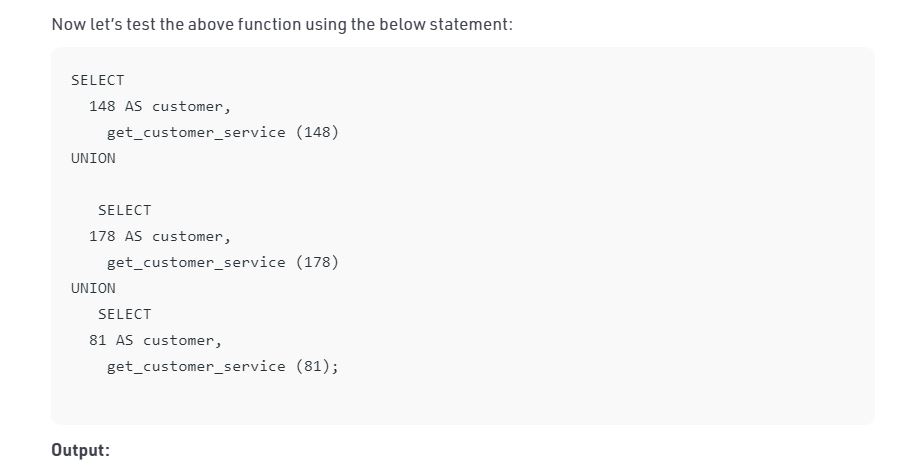 Now let's test the above function using the below statement:
SELECT
148 AS customer,
get_customer_service (148)
UNION
SELECT
178 AS customer,
get_customer_service (178)
UNION
SELECT
81 AS customer,
get_customer_service (81);
Output: